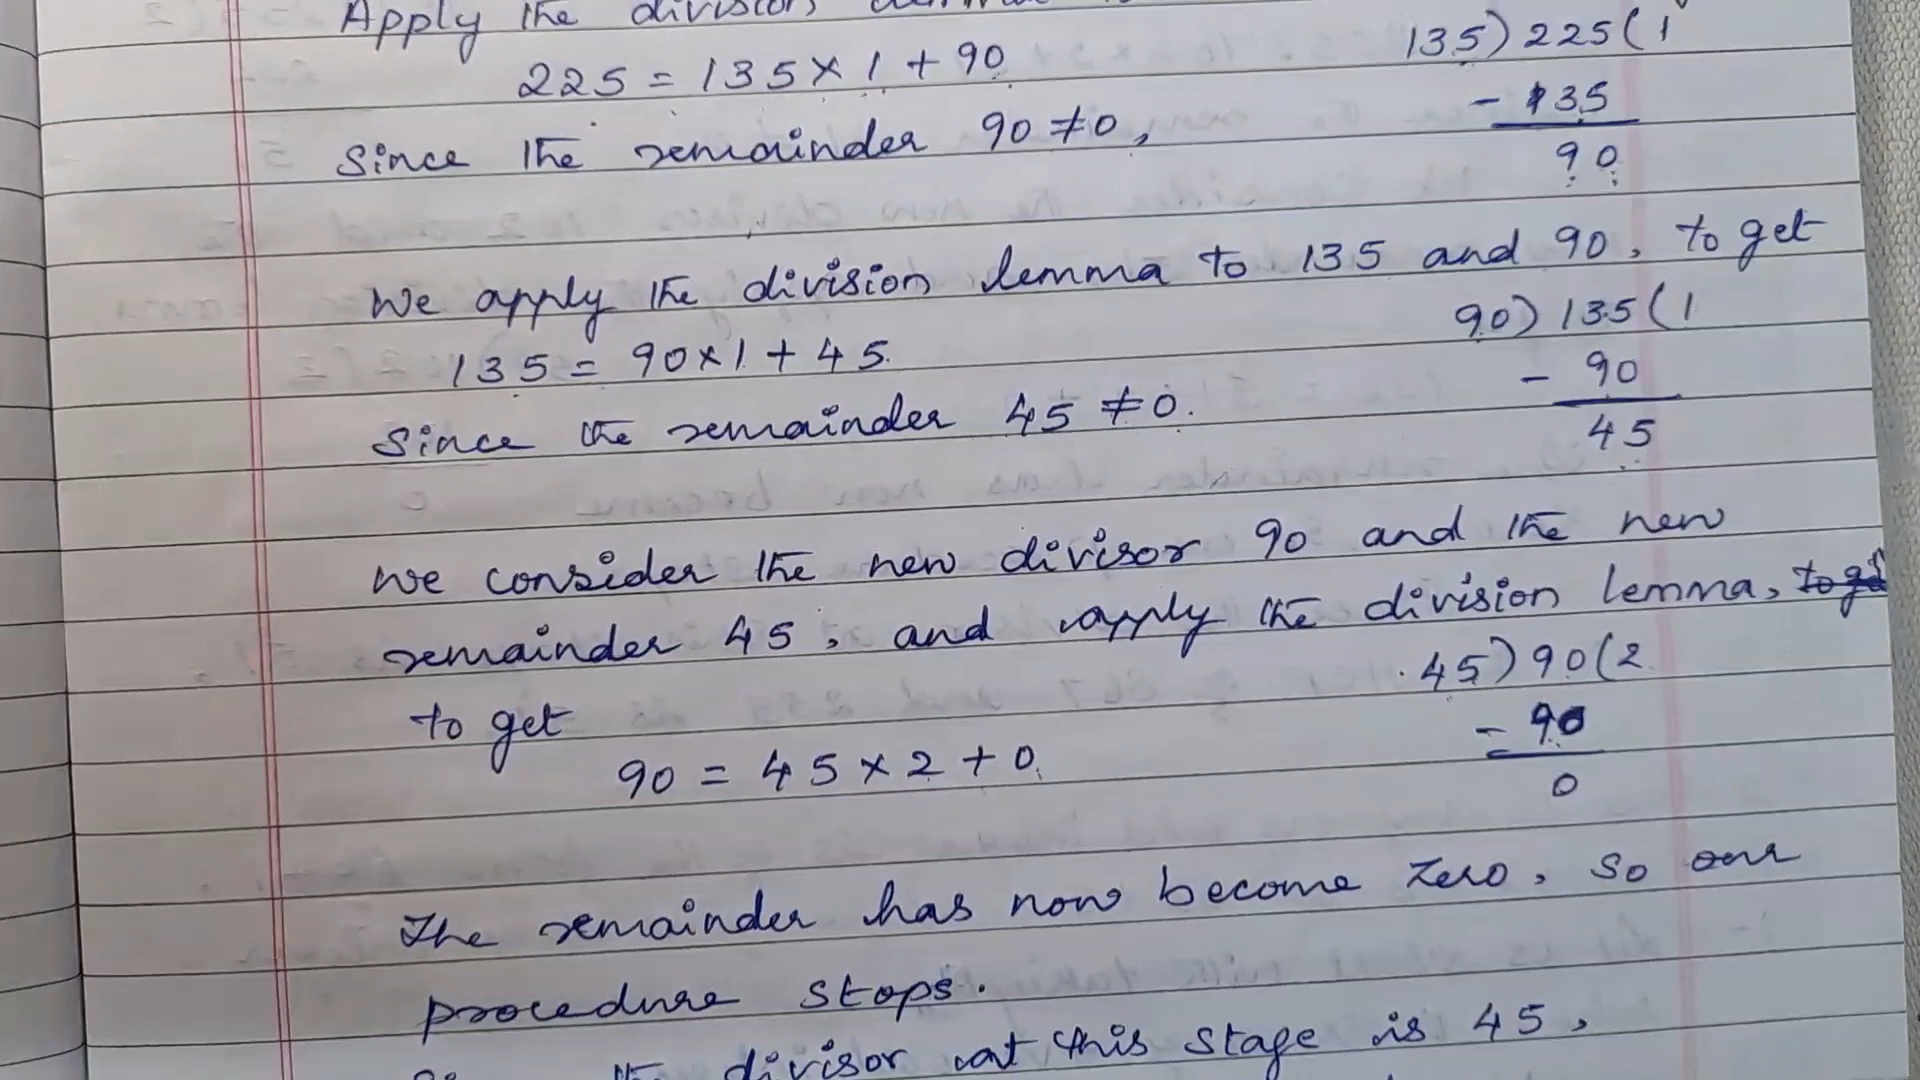 Apply the division
225 = 135 × 1 + 90
135) 225 ( 1
- 135
90
Since the remainder 90 ≠ 0,
We apply the division lemma to 135 and 90, to get
135 = 90 × 1 + 45.
90) 135 ( 1
- 90
45
Since the remainder 45 ≠ 0.
We consider the new divisor 90 and the new
remainder 45, and apply the division lemma,
to get
45) 90 ( 2
- 90
0
90 = 45 × 2 + 0
The remainder has now become zero, so our
procedure stops.
the divisor at this stage is 45,